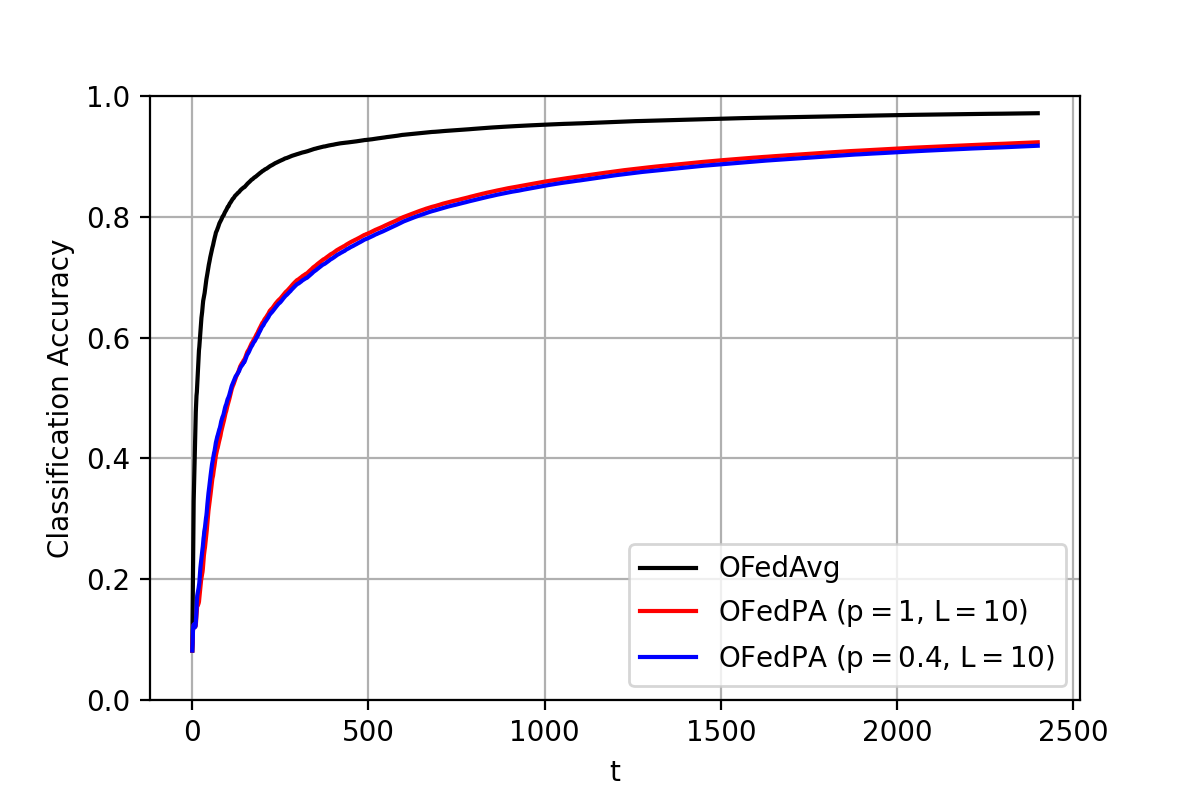 1.0
0.8
0.6
0.4
0.2
0.0
Classification Accuracy
OFedAvg
OFedPA (p = 1, L = 10)
OFedPA (p = 0.4, L = 10)
0 500 1000 1500 2000 2500
t